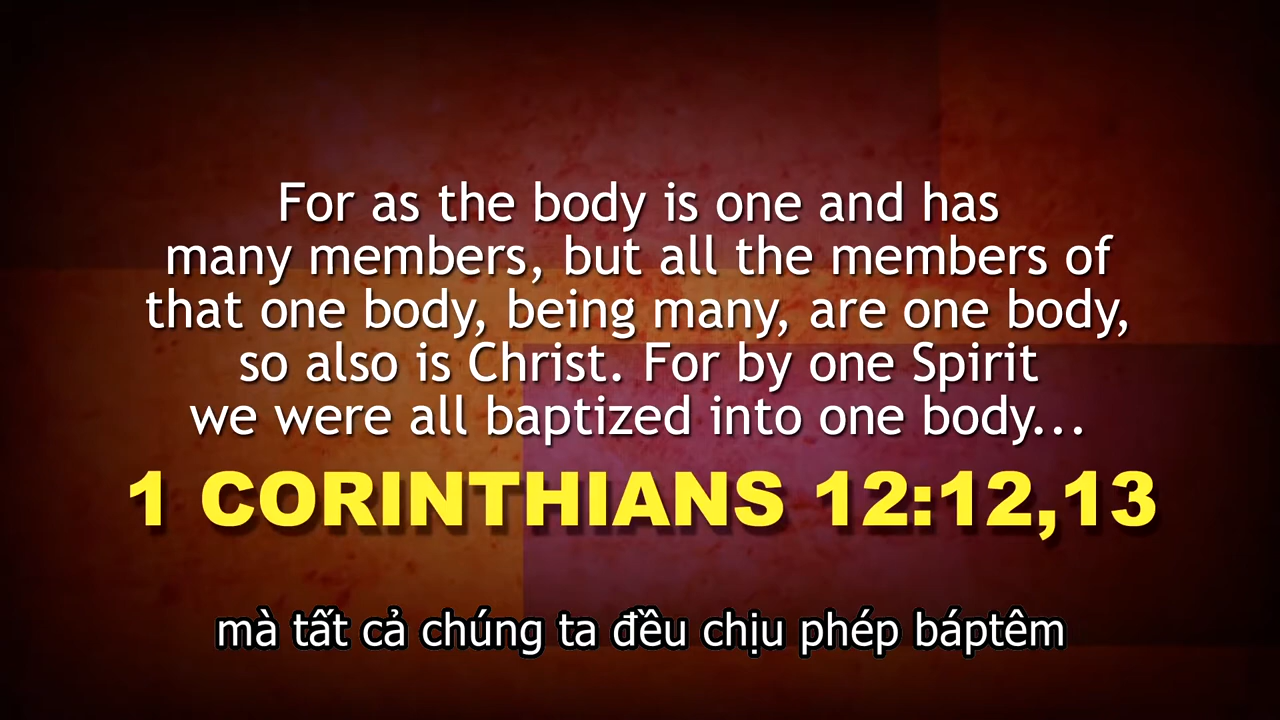 For as the body is one and has
many members, but all the members of
that one body, being many, are one body,
so also is Christ. For by one Spirit
we were all baptized into one body...
1 CORINTHIANS 12:12,13
mà tất cả chúng ta đều chịu phép báptêm